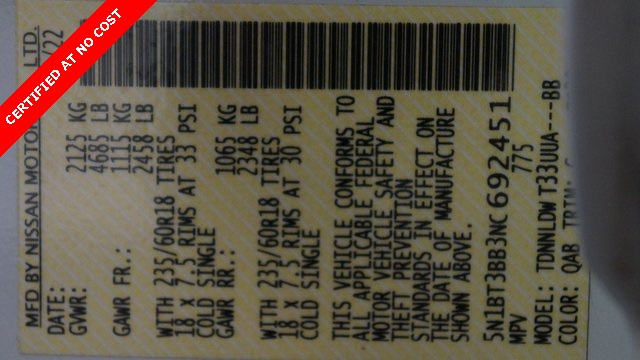 CERTIFIED AT NO COST
MFD BY NISSAN MOTOR LTD.
DATE: /22
GVWR: 2125 KG
4685 LB
GAWR FR.: 1115 KG
2458 LB
WITH 235/60R18 TIRES
18 X 7.5 RIMS AT 33 PSI
COLD SINGLE
GAWR RR.: 1065 KG
2348 LB
WITH 235/60R18 TIRES
18 X 7.5 RIMS AT 30 PSI
COLD SINGLE
THIS VEHICLE CONFORMS TO
ALL APPLICABLE FEDERAL
MOTOR VEHICLE SAFETY AND
THEFT PREVENTION
STANDARDS IN EFFECT ON
THE DATE OF MANUFACTURE
SHOWN ABOVE.
5N1BT3BB3NC692451
MPV 775
MODEL: TDNNLDW T33UUA---BB
COLOR: QAB TRIM: